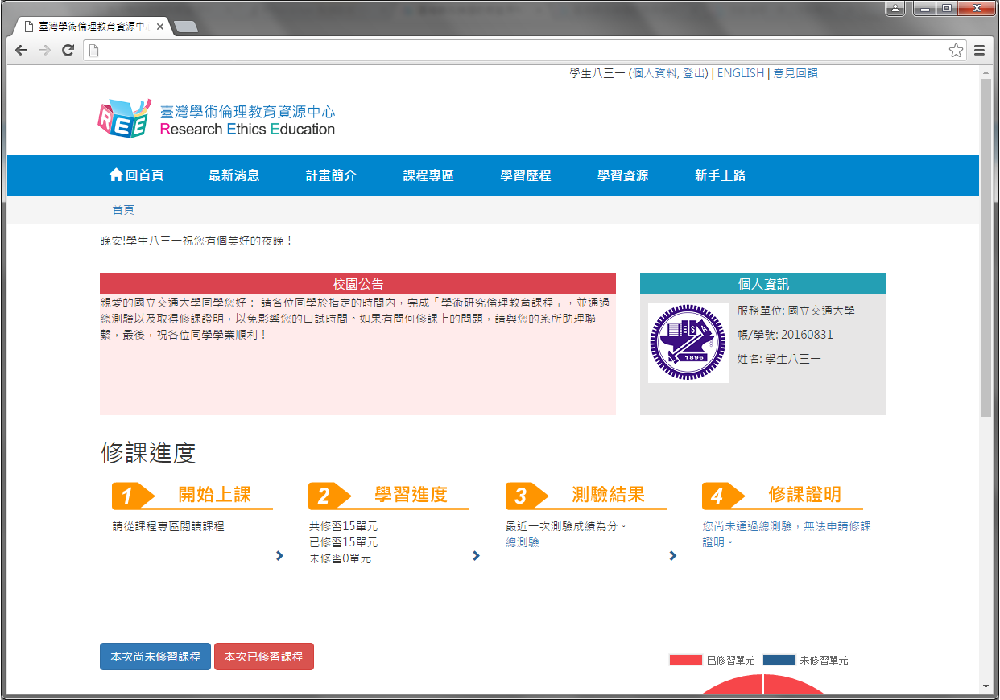 臺灣學術倫理教育資源中
學生八三一 (個人資料, 登出) | ENGLISH | 意見回饋
REE
臺灣學術倫理教育資源中心
Research Ethics Education
回首頁 最新消息 計畫簡介 課程專區 學習歷程 學習資源 新手上路
首頁
晚安!學生八三一祝您有個美好的夜晚！
校園公告
親愛的國立交通大學同學您好： 請各位同學於指定的時間內，完成「學術研究倫理教育課程」，並通過
總測驗以及取得修課證明，以免影響您的口試時間。如果有問何修課上的問題，請與您的系所助理聯
繫，最後，祝各位同學學業順利！
個人資訊
ESA
1896
服務單位: 國立交通大學
帳/學號: 20160831
姓名: 學生八三一
修課進度
1 開始上課
請從課程專區閱讀課程
2 學習進度
共修習15單元
已修習15單元
未修習0單元
3 測驗結果
最近一次測驗成績為分。
總測驗
4 修課證明
您尚未通過總測驗，無法申請修課
證明。
本次尚未修習課程 本次已修習課程
已修習單元 未修習單元